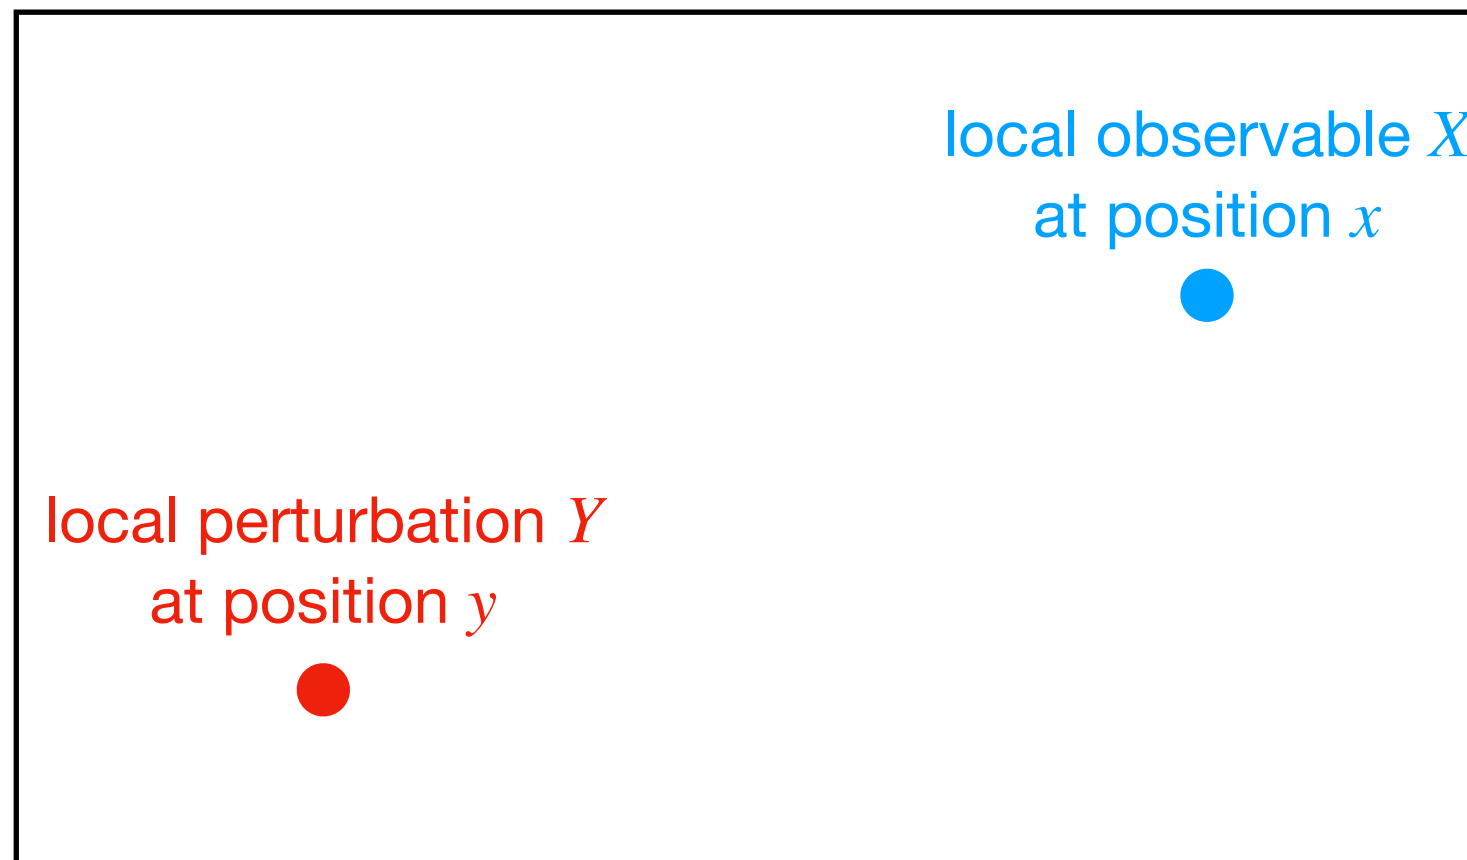 local observable X
at position x
local perturbation Y
at position y